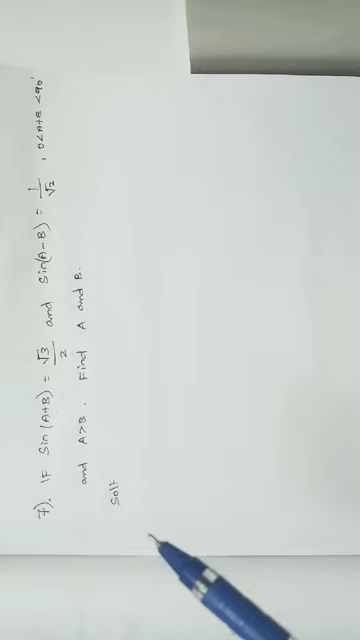 7). IF Sin (A+B) = √3/2 and Sin(A-B) = 1/√2, 0<A+B<90°
and A>B. Find A and B.
Sol: